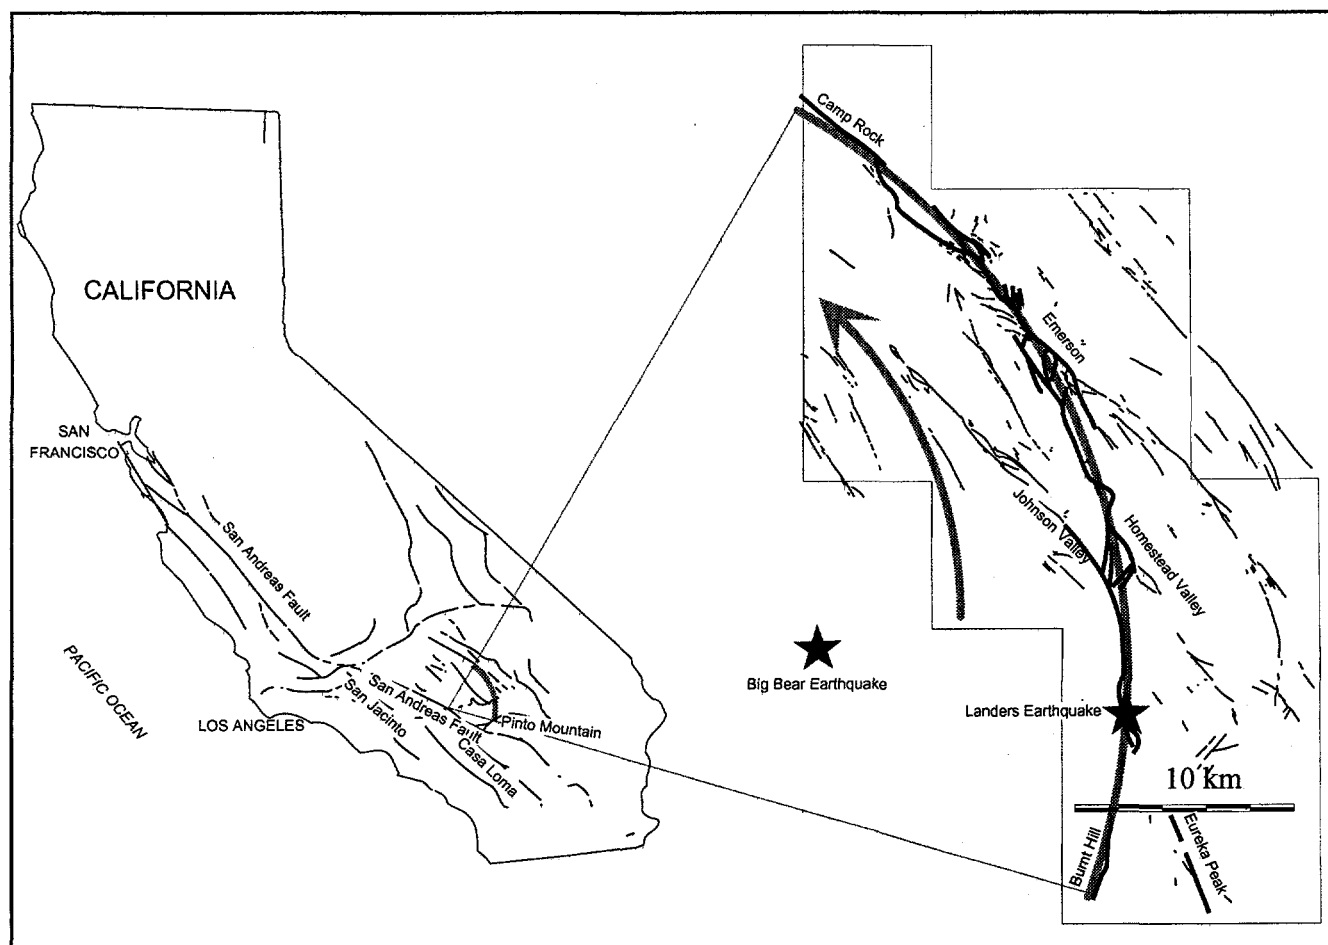 CALIFORNIA
SAN
FRANCISCO
San Andreas Fault
PACIFIC OCEAN
LOS ANGELES
San Andreas Fault
San Jacinto
Casa Loma
Pinto Mountain
Camp Rock
Emerson
Johnson Valley
Homestead Valley
Big Bear Earthquake
Landers Earthquake
10 km
Burnt Hill
Eureka Peak